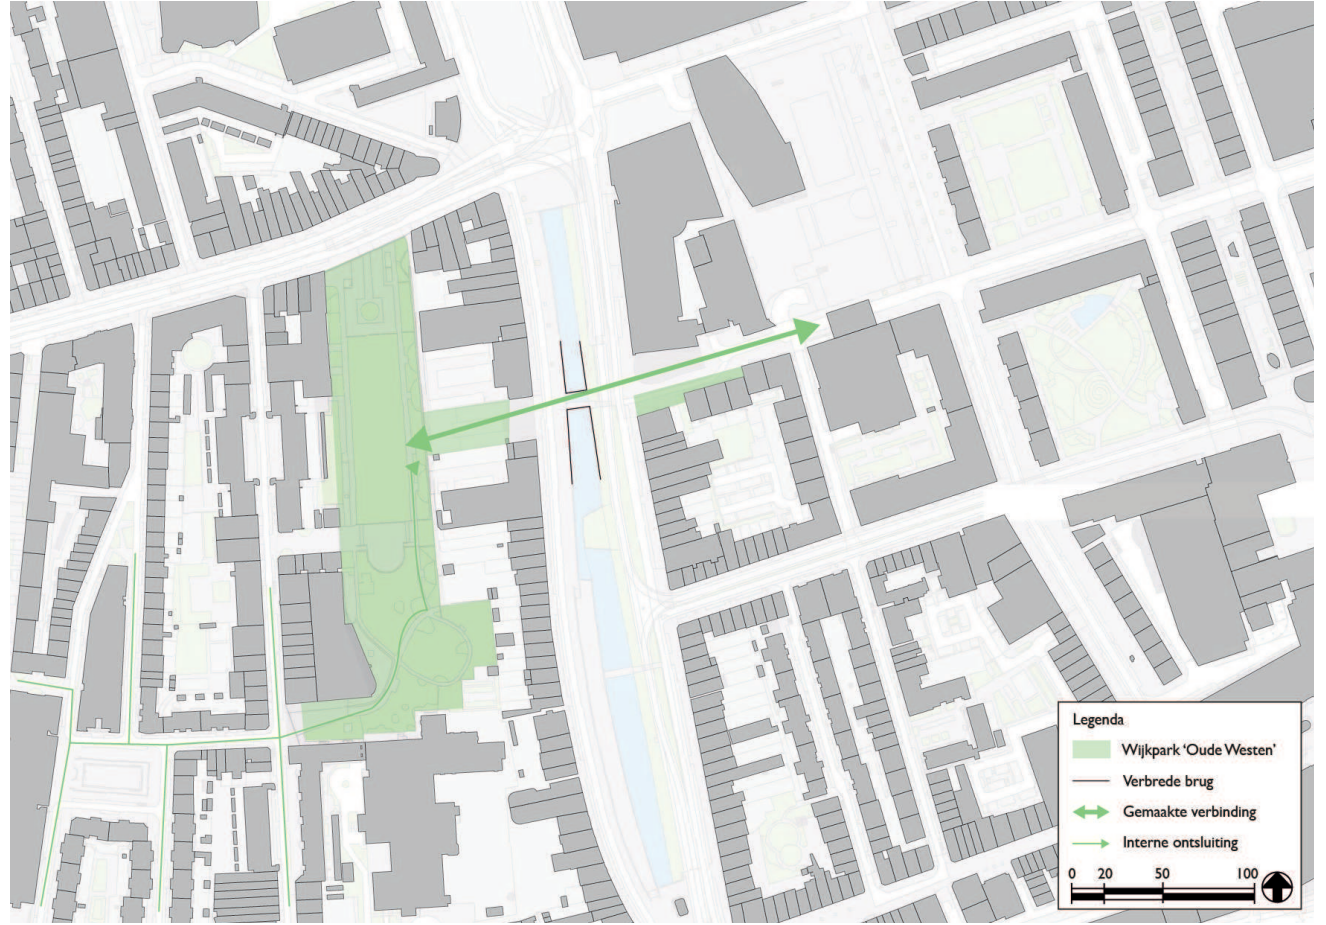 Legenda
Wijkpark ‘Oude Westen’
Verbrede brug
Gemaakte verbinding
Interne ontsluiting
0 20 50 100